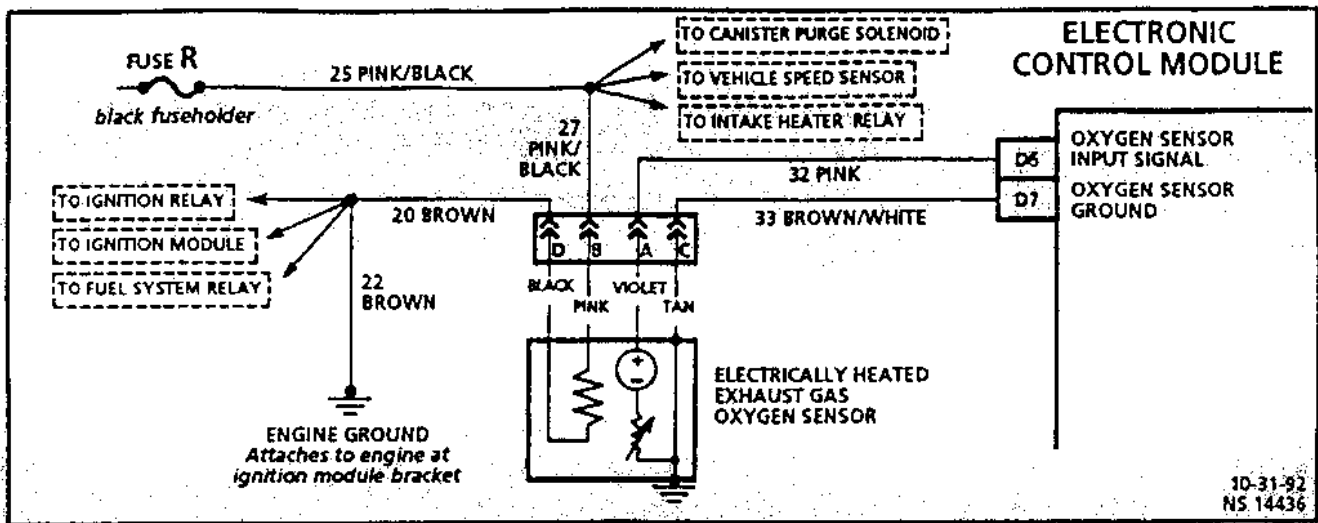 FUSE R
black fuseholder
25 PINK/BLACK
TO CANISTER PURGE SOLENOID
TO VEHICLE SPEED SENSOR
TO INTAKE HEATER RELAY
ELECTRONIC
CONTROL MODULE
27
PINK/
BLACK
32 PINK
D6
OXYGEN SENSOR
INPUT SIGNAL
D7
OXYGEN SENSOR
GROUND
33 BROWN/WHITE
TO IGNITION RELAY
TO IGNITION MODULE
TO FUEL SYSTEM RELAY
20 BROWN
22
BROWN
D B A C
BLACK
PINK
VIOLET
TAN
ELECTRICALLY HEATED
EXHAUST GAS
OXYGEN SENSOR
+
−
ENGINE GROUND
Attaches to engine at
ignition module bracket
10-31-92
NS 14436